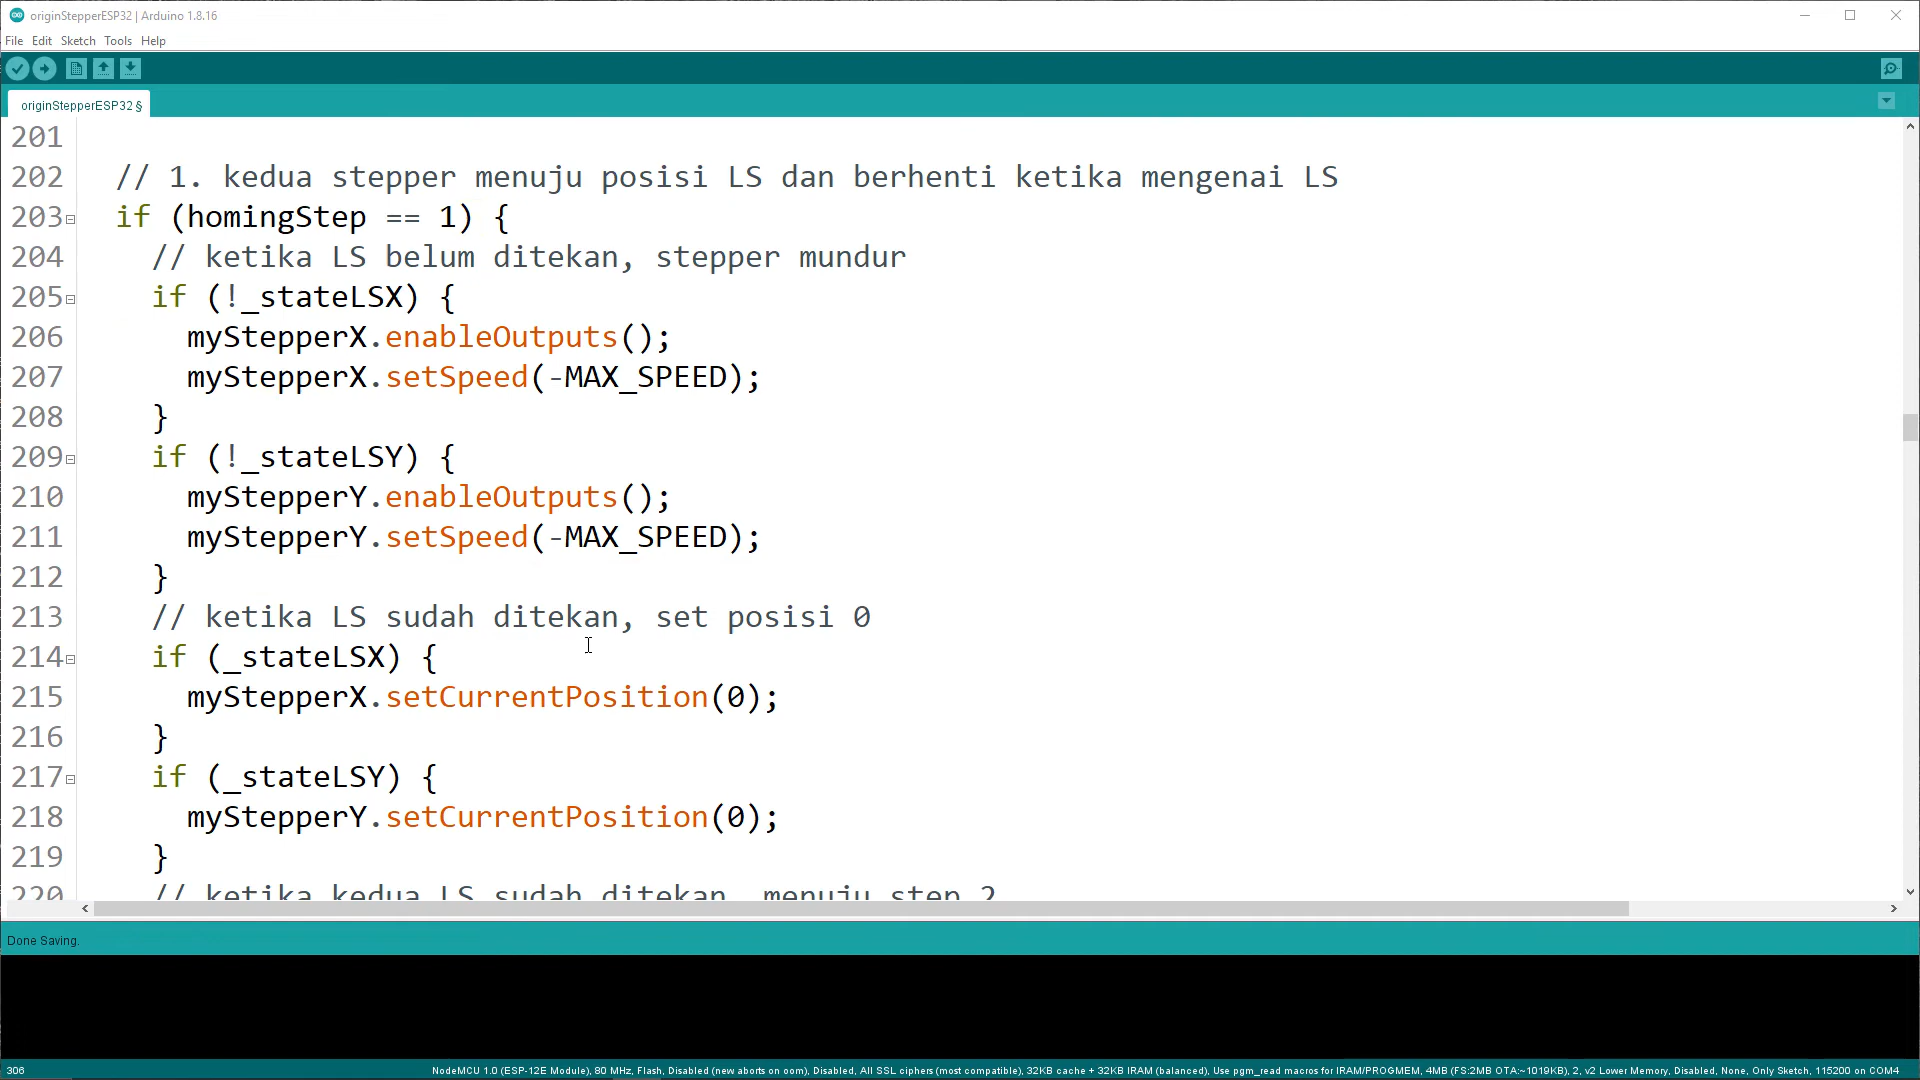 originStepperESP32 | Arduino 1.8.16
File Edit Sketch Tools Help
originStepperESP32 §
201
202 // 1. kedua stepper menuju posisi LS dan berhenti ketika mengenai LS
203 if (homingStep == 1) {
204 // ketika LS belum ditekan, stepper mundur
205 if (!_stateLSX) {
206 myStepperX.enableOutputs();
207 myStepperX.setSpeed(-MAX_SPEED);
208 }
209 if (!_stateLSY) {
210 myStepperY.enableOutputs();
211 myStepperY.setSpeed(-MAX_SPEED);
212 }
213 // ketika LS sudah ditekan, set posisi 0
214 if (_stateLSX) {
215 myStepperX.setCurrentPosition(0);
216 }
217 if (_stateLSY) {
218 myStepperY.setCurrentPosition(0);
219 }
220 // ketika kedua LS sudah ditekan, menuju step 2
Done Saving.
306 NodeMCU 1.0 (ESP-12E Module), 80 MHz, Flash, Disabled (new aborts on oom), Disabled, All SSL ciphers (most compatible), 32KB cache + 32KB IRAM (balanced), Use pgm_read macros for IRAM/PROGMEM, 4MB (FS:2MB OTA:~1019KB), 2, v2 Lower Memory, Disabled, None, Only Sketch, 115200 on COM4